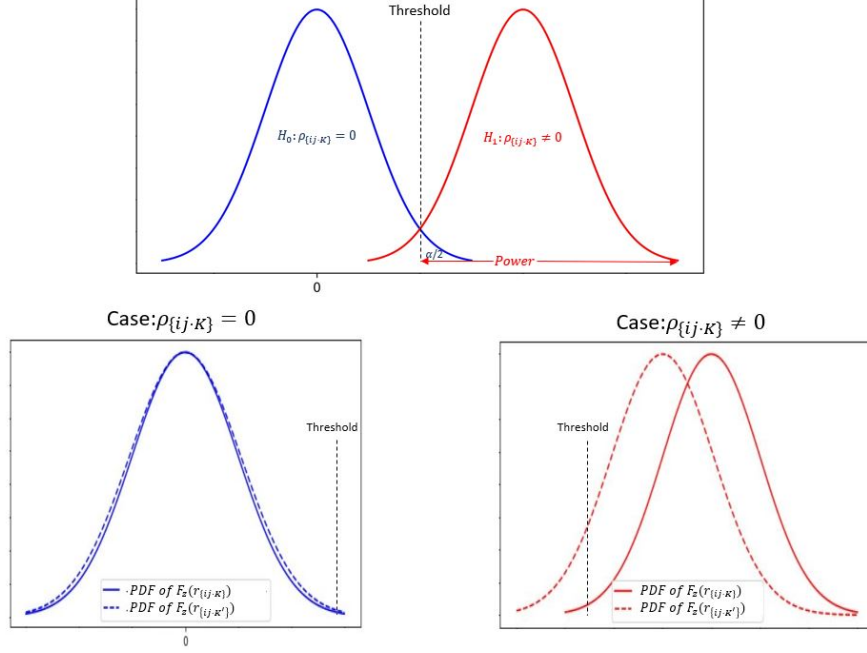 Threshold
H₀: ρ{ij·K} = 0
H₁: ρ{ij·K} ≠ 0
α/2
Power
0
Case:ρ{ij·K} = 0
Case:ρ{ij·K} ≠ 0
Threshold
Threshold
.PDF of F_z(r{ij·K})
.PDF of F_z(r{ij·K'})
0
PDF of F_z(r{ij·K})
PDF of F_z(r{ij·K'})